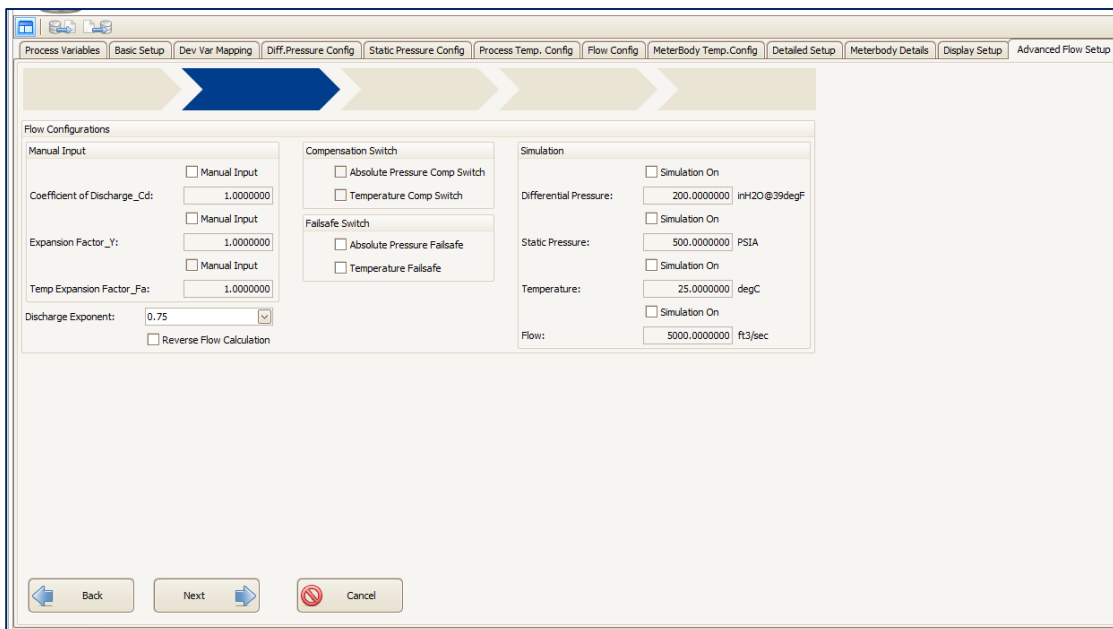 Process Variables Basic Setup Dev Var Mapping Diff.Pressure Config Static Pressure Config Process Temp. Config Flow Config MeterBody Temp.Config Detailed Setup Meterbody Details Display Setup Advanced Flow Setup
Flow Configurations
Manual Input
Manual Input
Coefficient of Discharge_Cd: 1.0000000
Manual Input
Expansion Factor_Y: 1.0000000
Manual Input
Temp Expansion Factor_Fa: 1.0000000
Discharge Exponent: 0.75
Reverse Flow Calculation
Compensation Switch
Absolute Pressure Comp Switch
Temperature Comp Switch
Failsafe Switch
Absolute Pressure Failsafe
Temperature Failsafe
Simulation
Simulation On
Differential Pressure: 200.0000000 inH2O@39degF
Simulation On
Static Pressure: 500.0000000 PSIA
Simulation On
Temperature: 25.0000000 degC
Simulation On
Flow: 5000.0000000 ft3/sec
Back Next Cancel